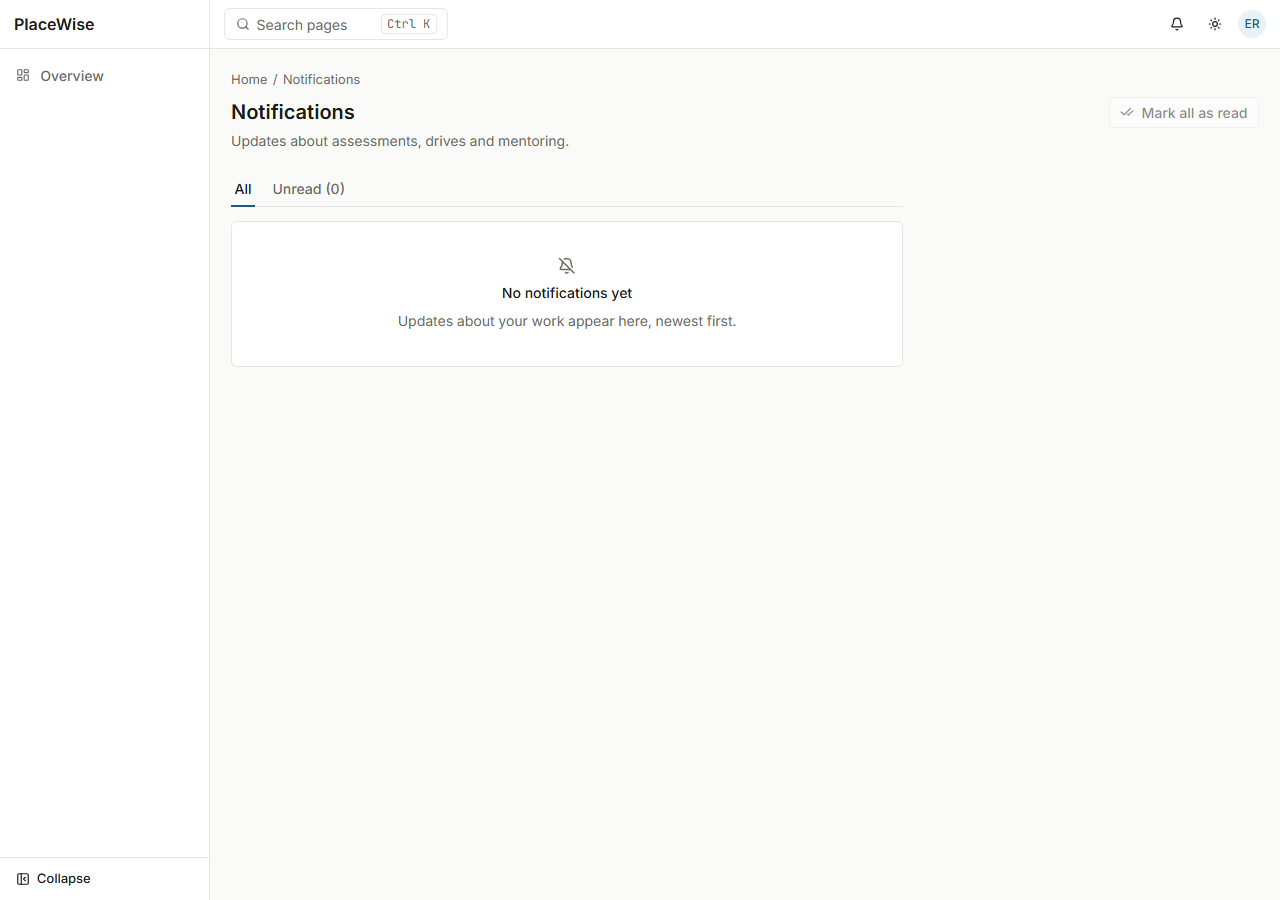 PlaceWise
Search pages Ctrl K
ER
Overview
Home / Notifications
Notifications
Mark all as read
Updates about assessments, drives and mentoring.
All Unread (0)
No notifications yet
Updates about your work appear here, newest first.
Collapse